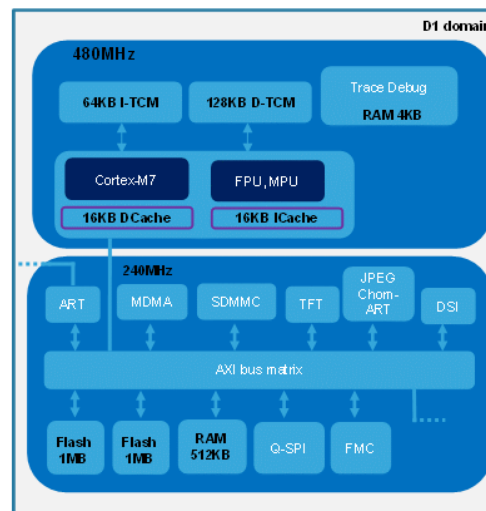 D1 domain
480MHz
64KB I-TCM
128KB D-TCM
Trace Debug
RAM 4KB
Cortex-M7
FPU, MPU
16KB DCache
16KB ICache
240MHz
ART
MDMA
SDMMC
TFT
JPEG
Chom-
ART
DSI
AXI bus matrix
Flash
1MB
Flash
1MB
RAM
512KB
Q-SPI
FMC